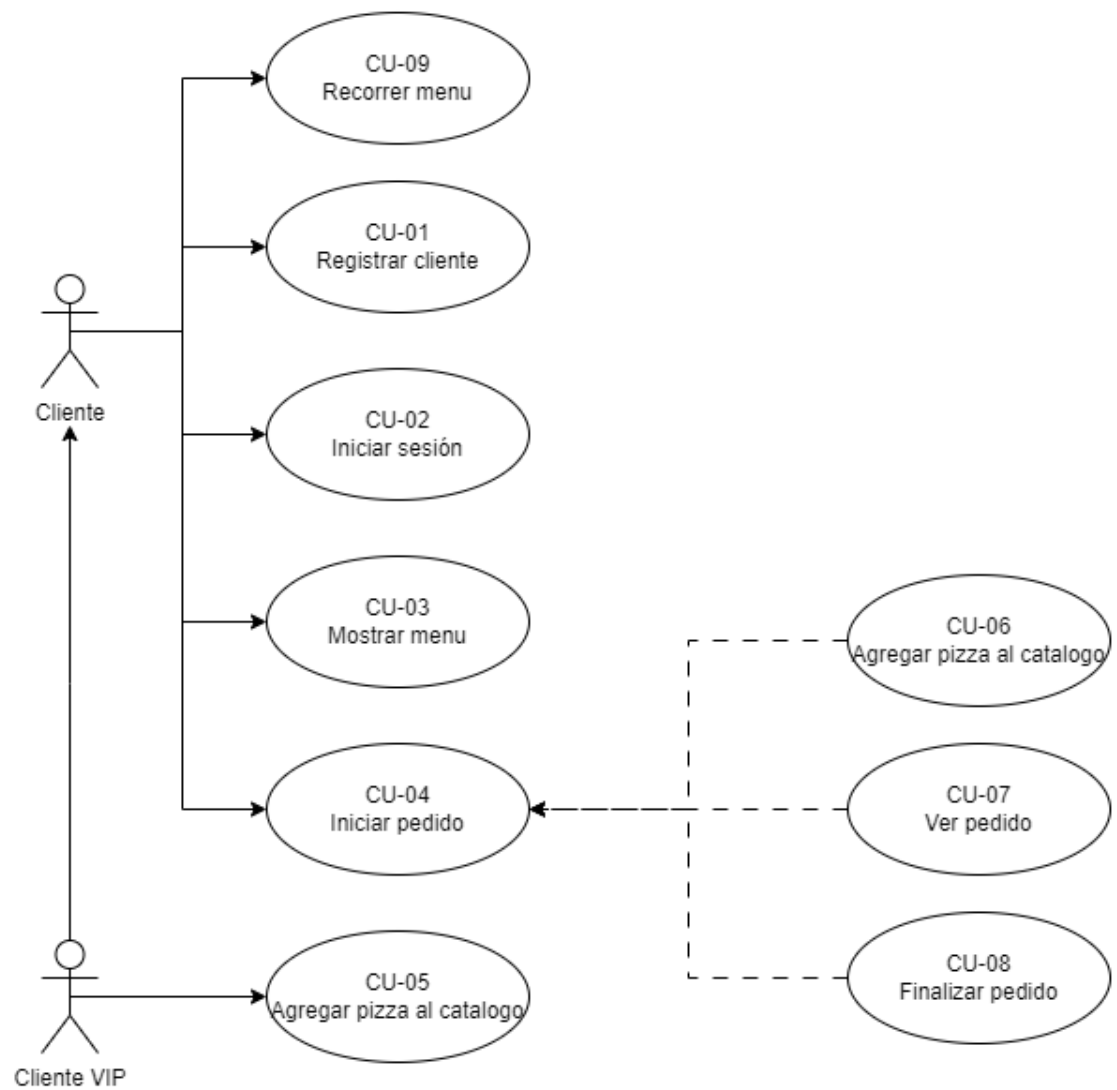 CU-09
Recorrer menu
CU-01
Registrar cliente
Cliente
CU-02
Iniciar sesión
CU-03
Mostrar menu
CU-06
Agregar pizza al catalogo
CU-04
Iniciar pedido
CU-07
Ver pedido
CU-05
Agregar pizza al catalogo
CU-08
Finalizar pedido
Cliente VIP